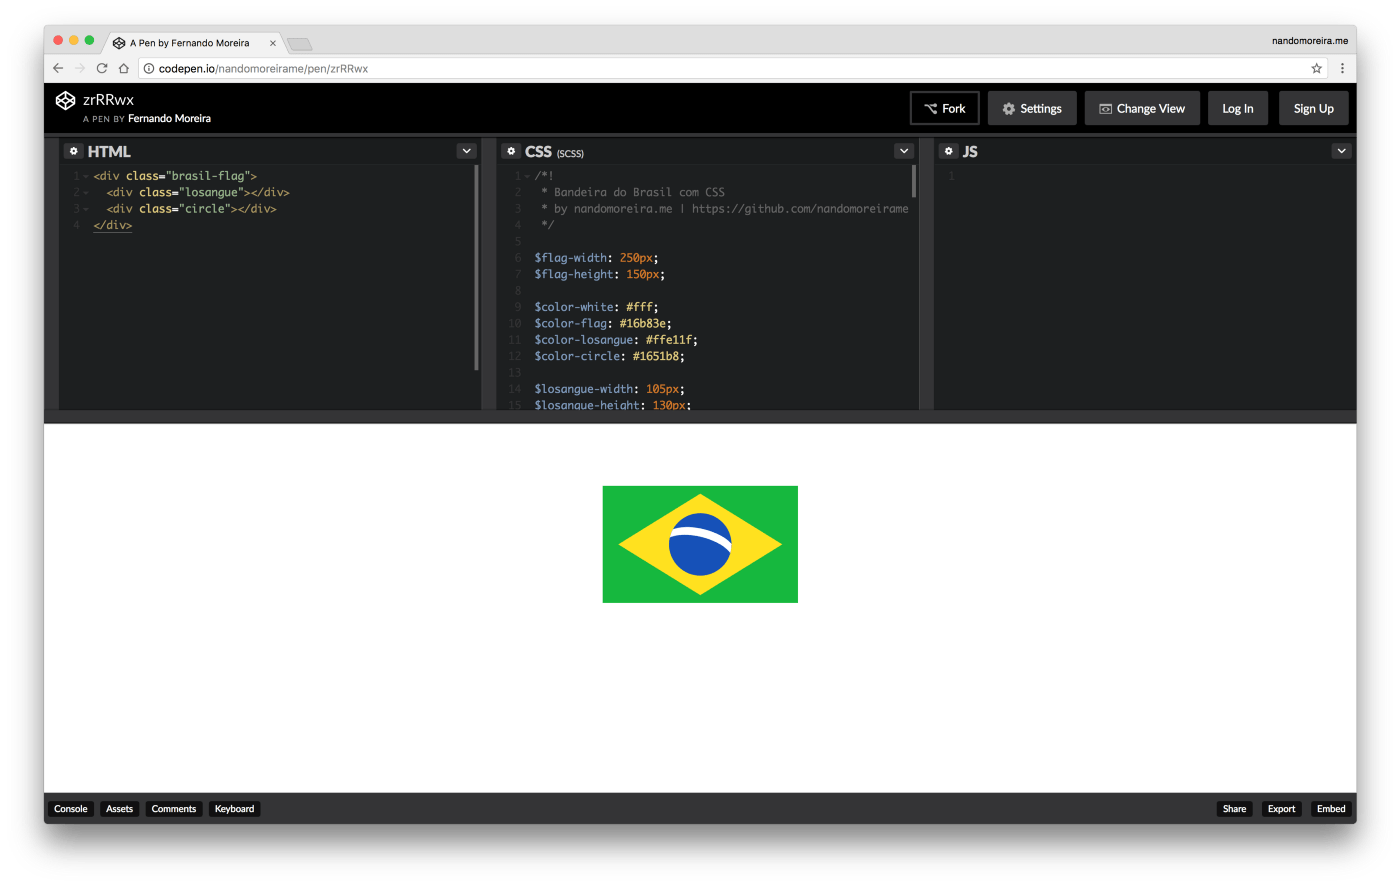 A Pen by Fernando Moreira
nandomoreira.me
codepen.io/nandomoreirame/pen/zrRRwx
zrRRwx
A PEN BY Fernando Moreira
Fork
Settings
Change View
Log In
Sign Up
HTML
1 <div class="brasil-flag">
2 <div class="losangue"></div>
3 <div class="circle"></div>
4 </div>
CSS (SCSS)
1 /*!
2 * Bandeira do Brasil com CSS
3 * by nandomoreira.me | https://github.com/nandomoreirame
4 */
5
6 $flag-width: 250px;
7 $flag-height: 150px;
8
9 $color-white: #fff;
10 $color-flag: #16b83e;
11 $color-losangue: #ffe11f;
12 $color-circle: #1651b8;
13
14 $losangue-width: 105px;
15 $losangue-height: 130px;
JS
1
Console
Assets
Comments
Keyboard
Share
Export
Embed